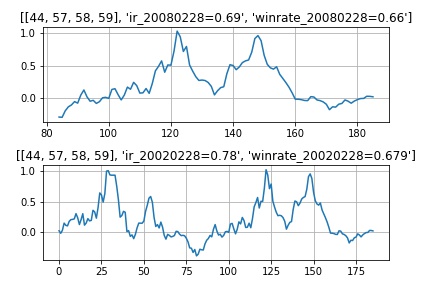 [[44, 57, 58, 59], 'ir_20080228=0.69', 'winrate_20080228=0.66']
1.0
0.5
0.0
80 100 120 140 160 180
[[44, 57, 58, 59], 'ir_20020228=0.78', 'winrate_20020228=0.679']
1.0
0.5
0.0
0 25 50 75 100 125 150 175